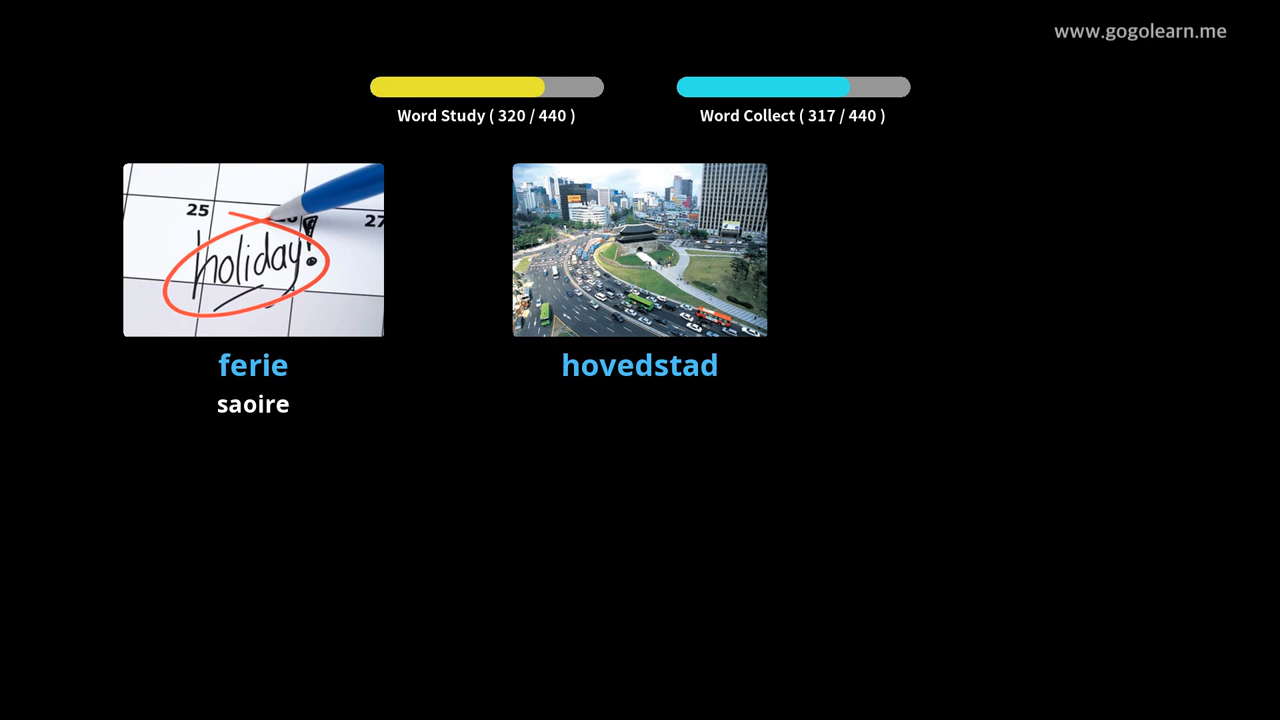 www.gogolearn.me
Word Study ( 320 / 440 )
Word Collect ( 317 / 440 )
25
27
holiday!
ferie
saoire
hovedstad